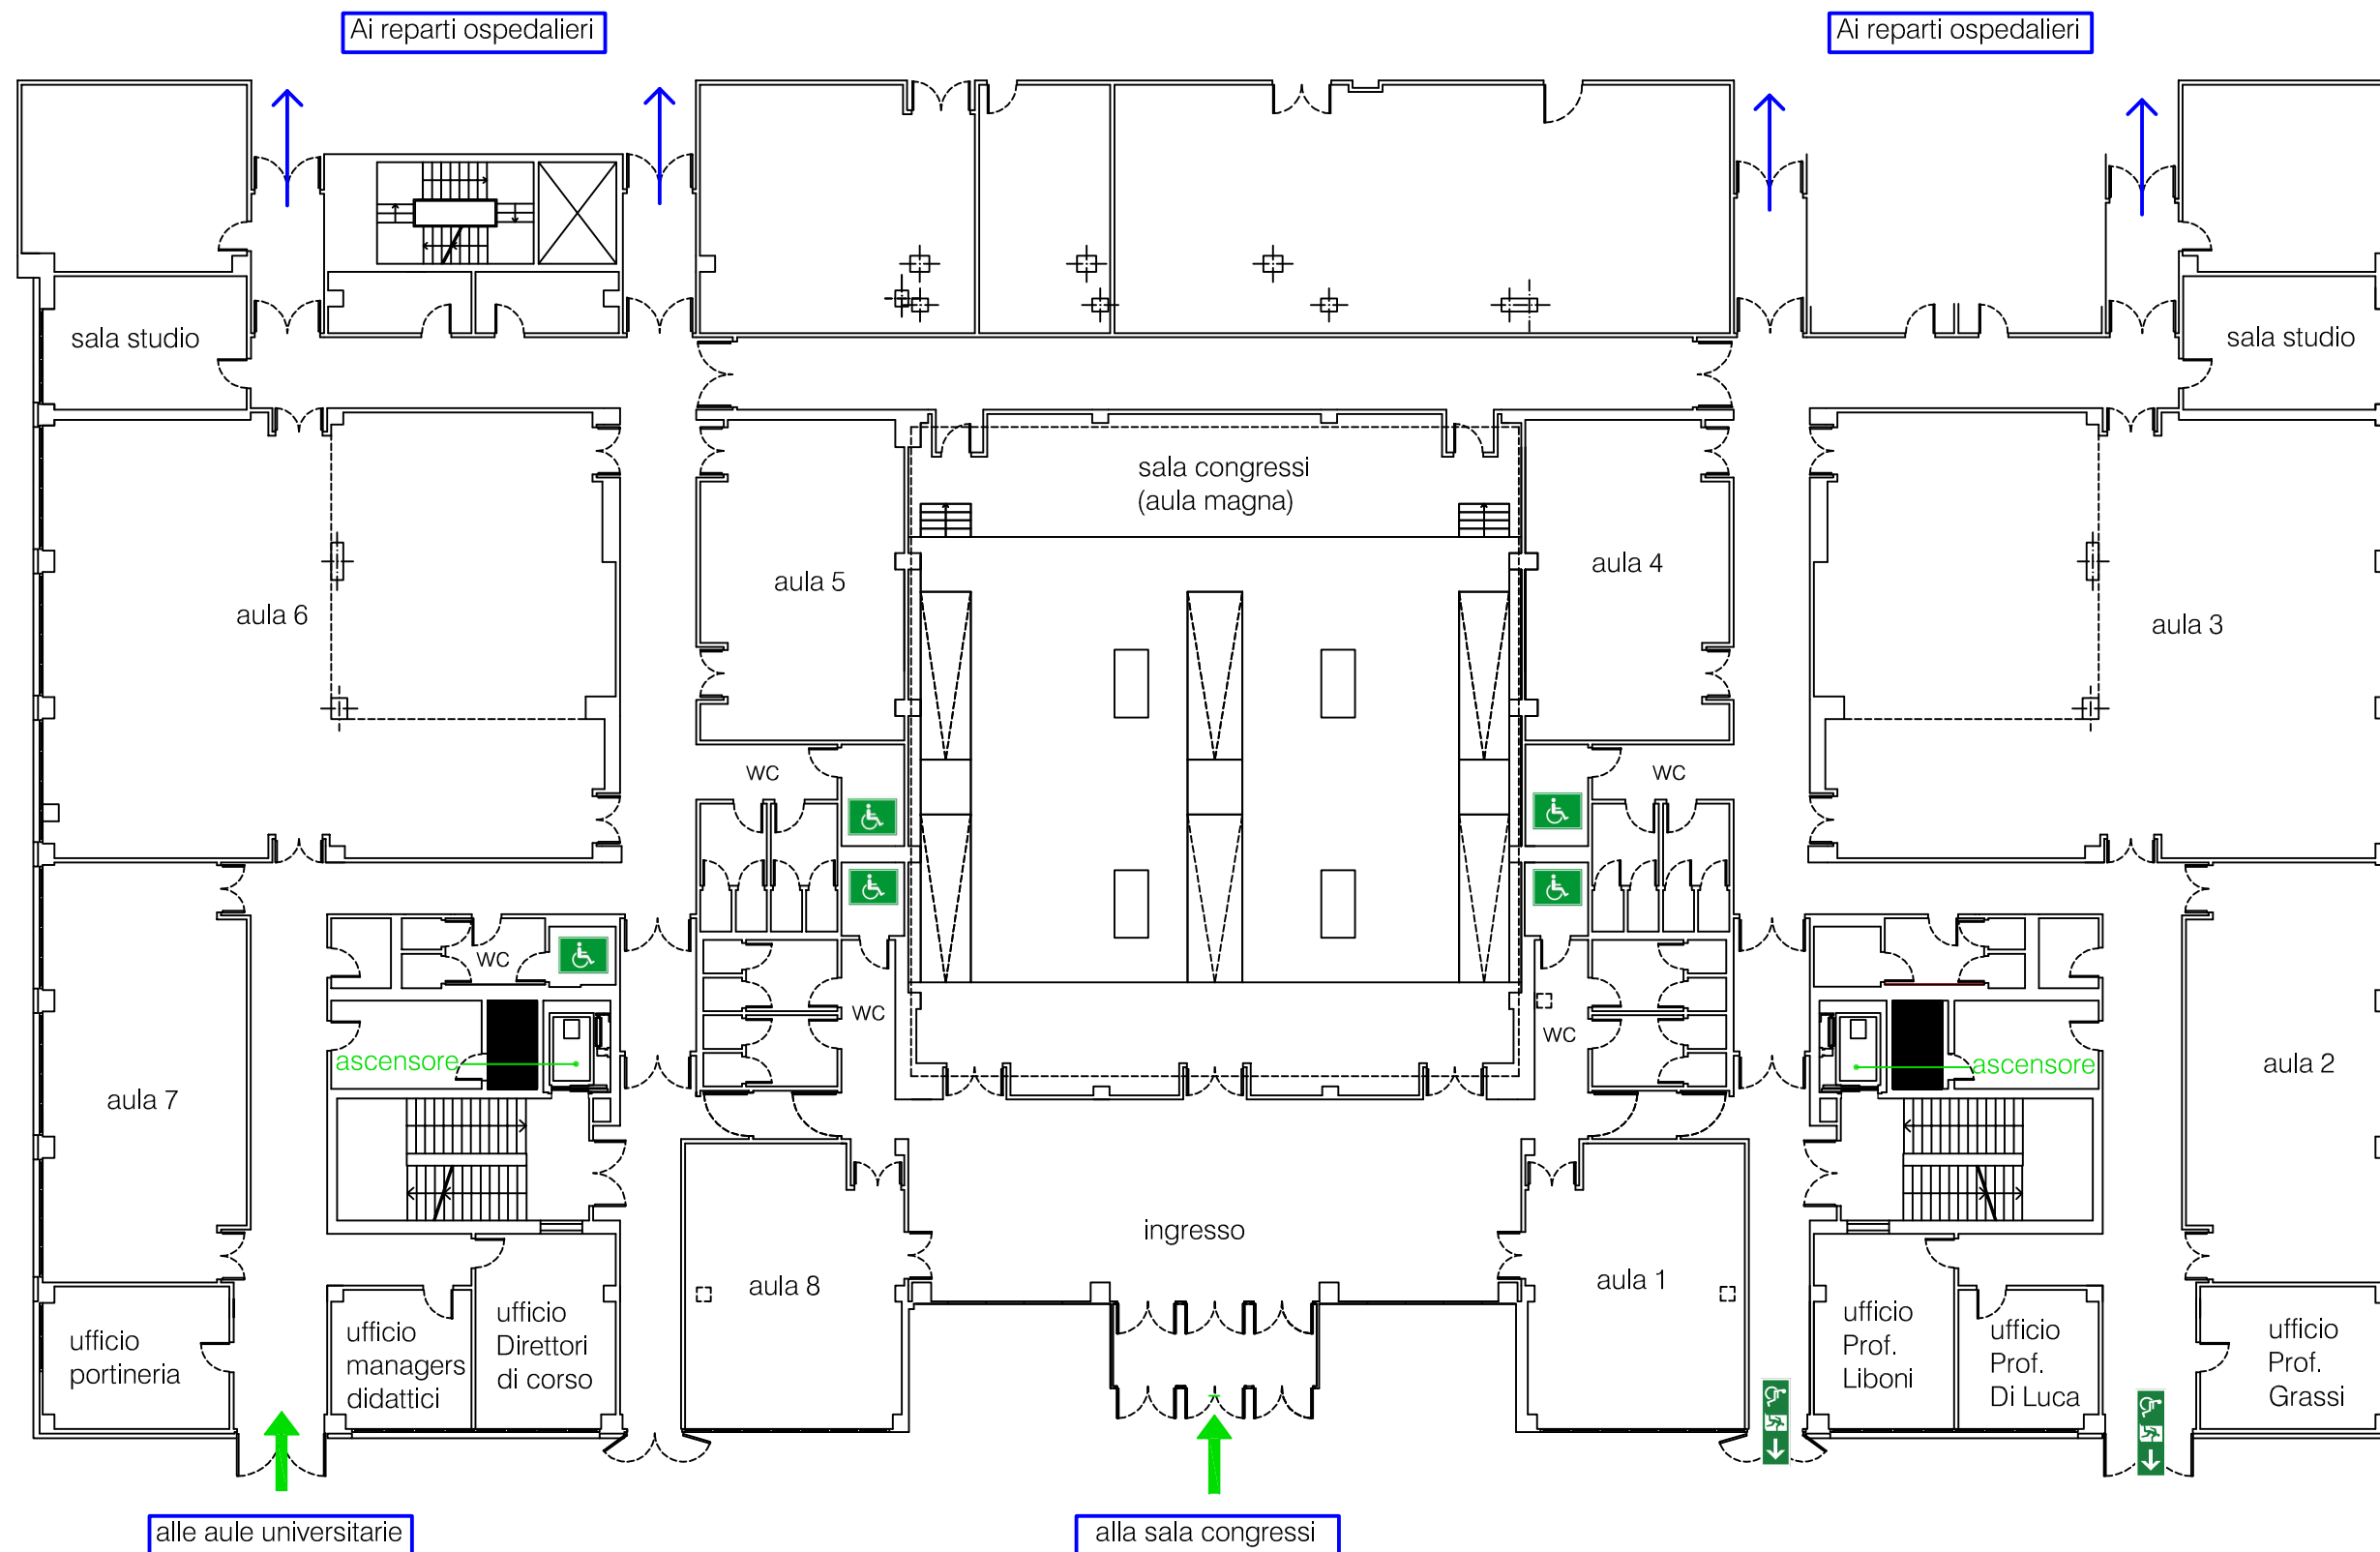 Ai reparti ospedalieri
Ai reparti ospedalieri
sala studio
sala studio
sala congressi
(aula magna)
aula 6
aula 5
aula 4
aula 3
wc
wc
wc
wc
wc
ascensore
ascensore
aula 7
aula 2
ingresso
aula 8
aula 1
ufficio
portineria
ufficio
managers
didattici
ufficio
Direttori
di corso
ufficio
Prof.
Liboni
ufficio
Prof.
Di Luca
ufficio
Prof.
Grassi
alle aule universitarie
alla sala congressi